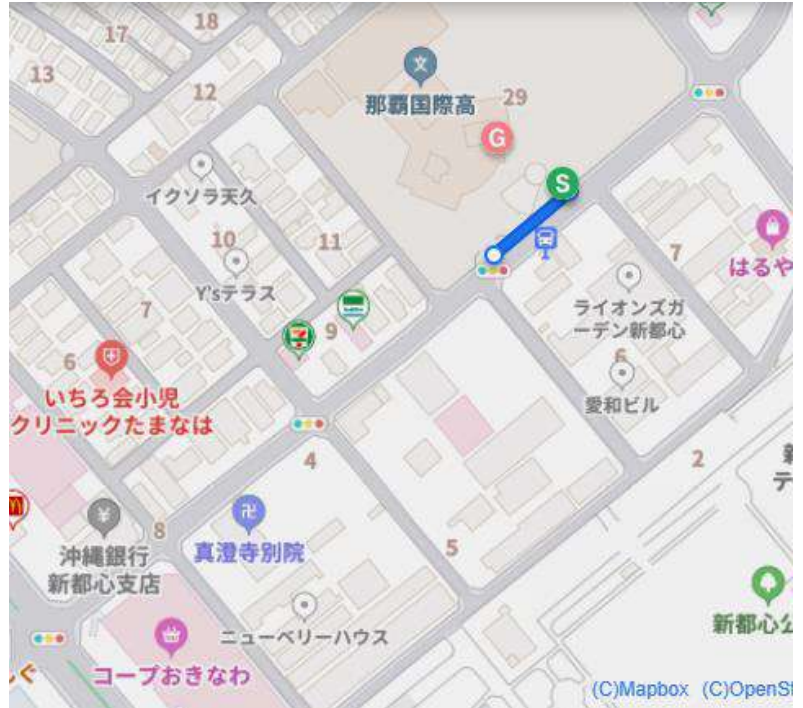 18
17
13
12
文
那覇国際高
29
G
S
イクソラ天久
10
11
7
はるや
Y'sテラス
ライオンズガ
ーデン新都心
7
9
6
6
いちろ会小児
クリニックたまなは
愛和ビル
4
2
卍
¥
8
真澄寺別院
5
沖縄銀行
新都心支店
ニューベリーハウス
新都心公
コープおきなわ
(C)Mapbox (C)OpenSt